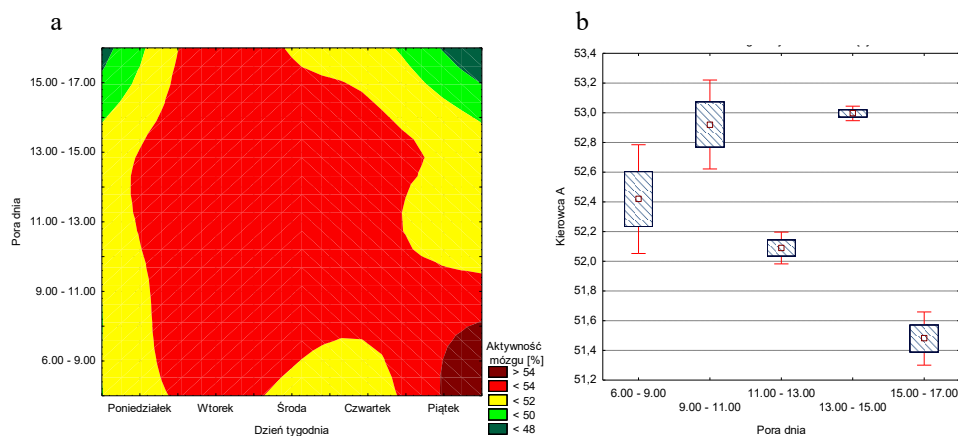 a
Pora dnia
15.00 - 17.00
13.00 - 15.00
11.00 - 13.00
9.00 - 11.00
6.00 - 9.00
Poniedziałek Wtorek Środa Czwartek Piątek
Dzień tygodnia
Aktywność
mózgu [%]
> 54
< 54
< 52
< 50
< 48
b
Kierowca A
53,4
53,2
53,0
52,8
52,6
52,4
52,2
52,0
51,8
51,6
51,4
51,2
6.00 - 9.00 11.00 - 13.00 15.00 - 17.00
9.00 - 11.00 13.00 - 15.00
Pora dnia